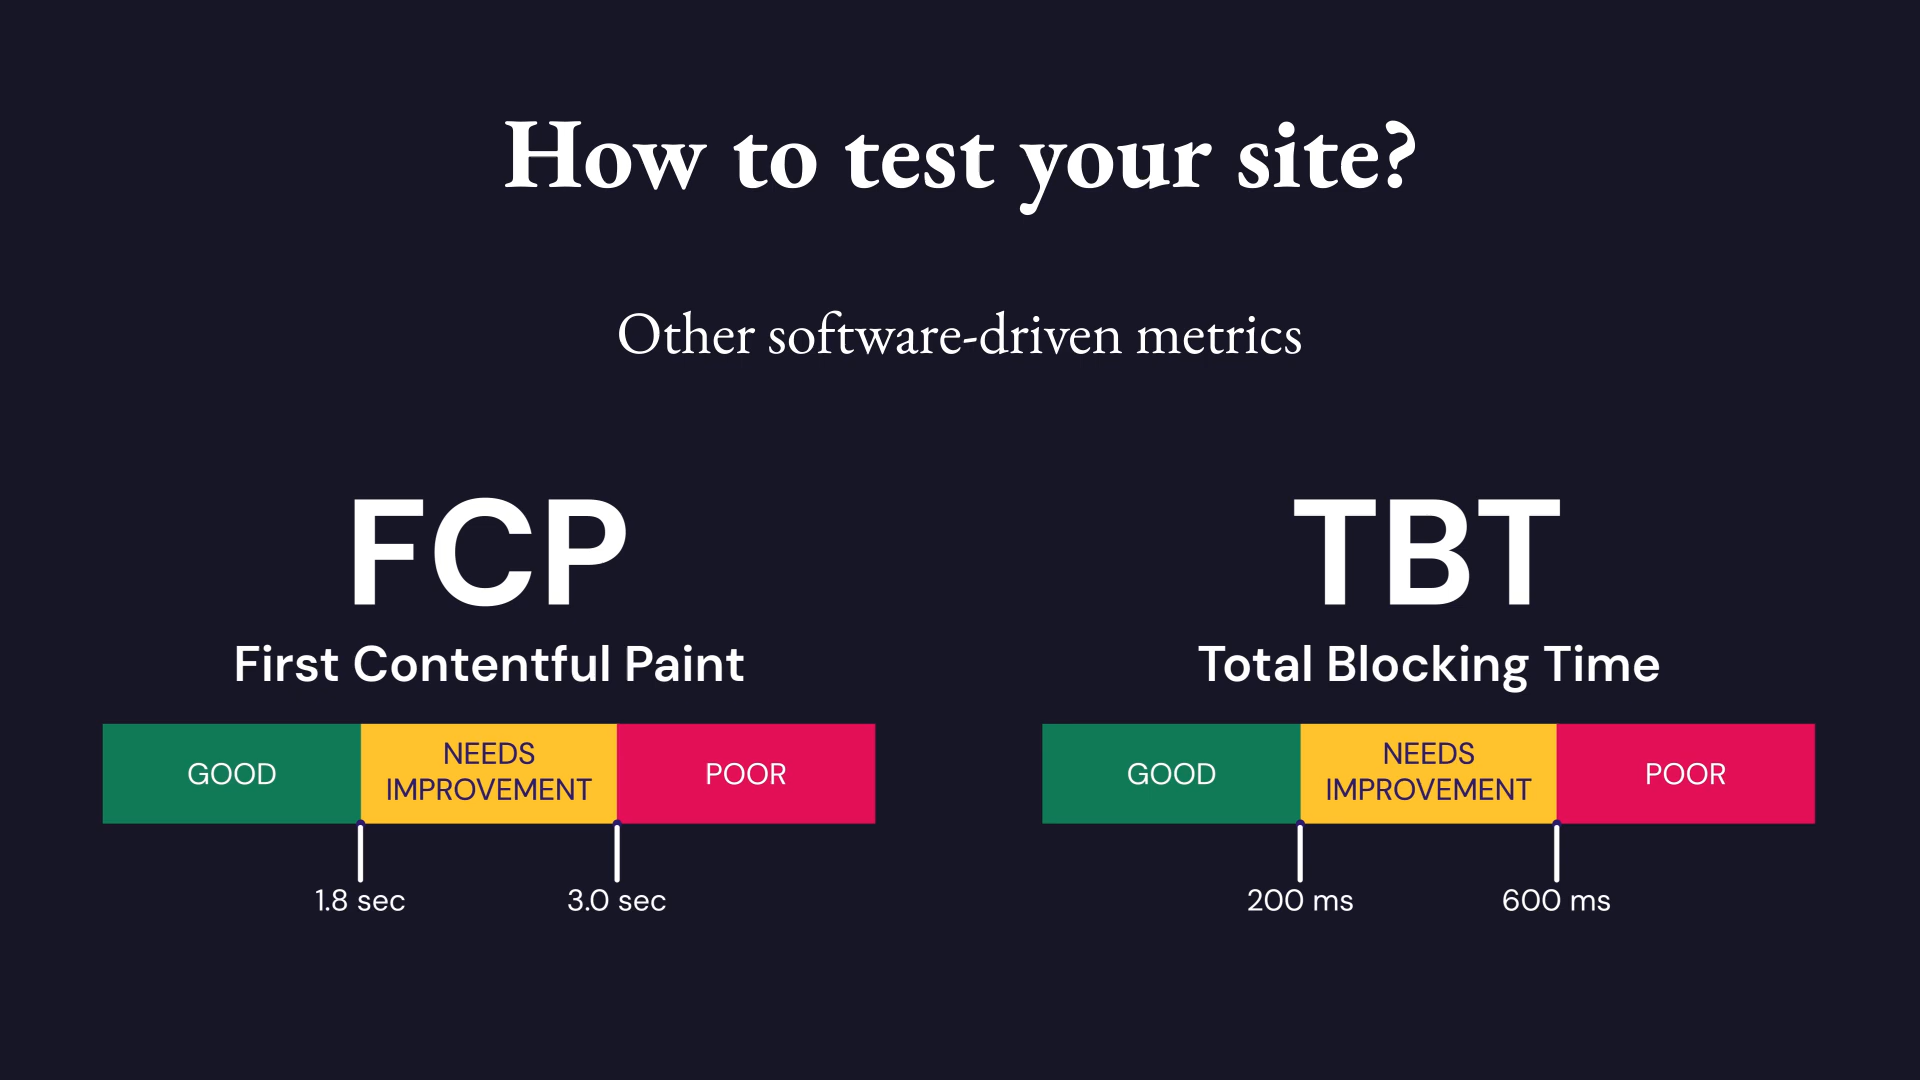 How to test your site?
Other software-driven metrics
FCP
First Contentful Paint
GOOD
NEEDS
IMPROVEMENT
POOR
1.8 sec
3.0 sec
TBT
Total Blocking Time
GOOD
NEEDS
IMPROVEMENT
POOR
200 ms
600 ms